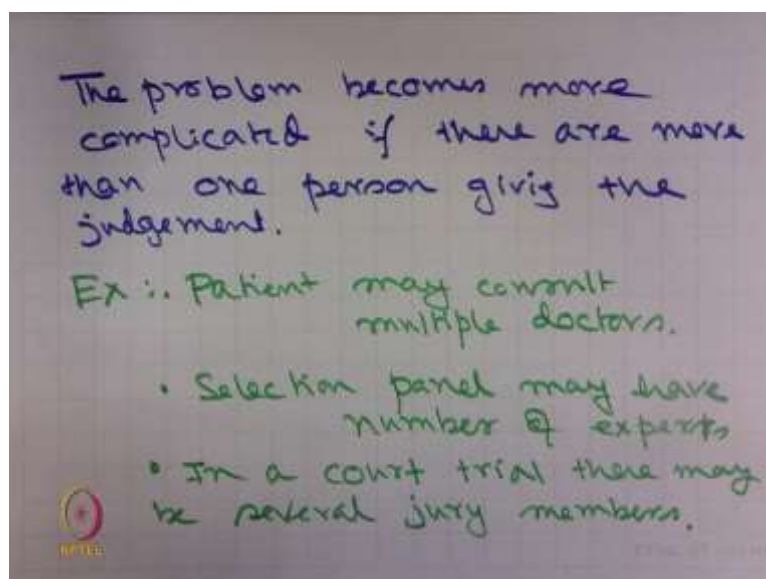 The problem becomes more
complicated if there are more
than one person givig the
judgement.
Ex :. Patient may consult
multiple doctors.
• Selection panel may have
number of experts
• In a court trial there may
be several jury members.
NPTEL